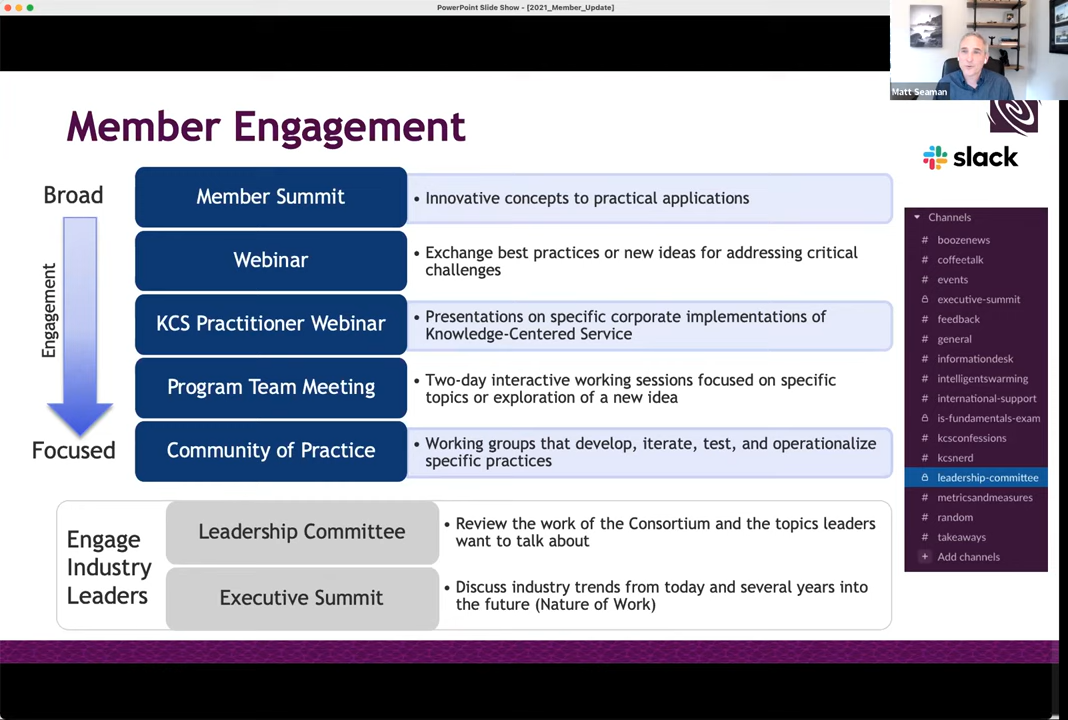 PowerPoint Slide Show - [2021_Member_Update]
Matt Seaman
Member Engagement
slack
Broad
Engagement
Focused
Member Summit
• Innovative concepts to practical applications
Webinar
• Exchange best practices or new ideas for addressing critical
challenges
KCS Practitioner Webinar
• Presentations on specific corporate implementations of
Knowledge-Centered Service
Program Team Meeting
• Two-day interactive working sessions focused on specific
topics or exploration of a new idea
Community of Practice
• Working groups that develop, iterate, test, and operationalize
specific practices
Engage
Industry
Leaders
Leadership Committee
• Review the work of the Consortium and the topics leaders
want to talk about
Executive Summit
• Discuss industry trends from today and several years into
the future (Nature of Work)
Channels
# boozenews
# coffeetalk
# events
executive-summit
# feedback
# general
# informationdesk
# intelligentswarming
# international-support
is-fundamentals-exam
# kcsconfessions
# kcsnerd
leadership-committee
# metricsandmeasures
# random
# takeaways
+ Add channels